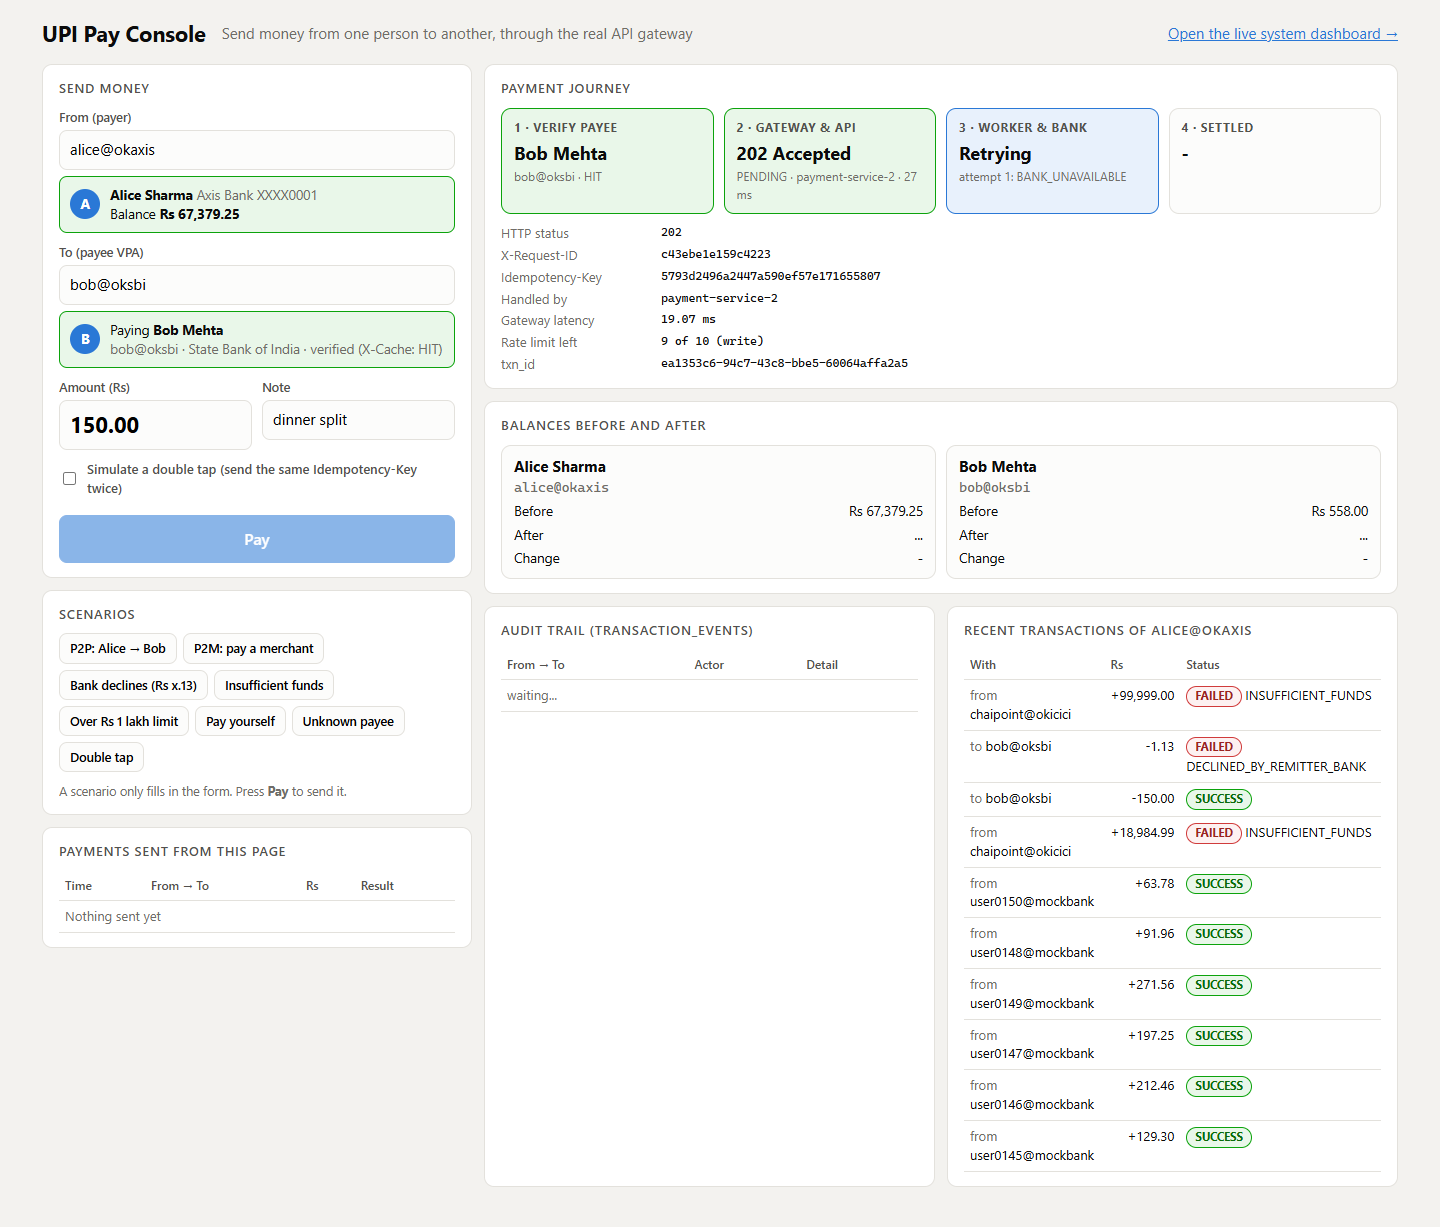 UPI Pay Console
Send money from one person to another, through the real API gateway
Open the live system dashboard →
SEND MONEY
From (payer)
alice@okaxis
A
Alice Sharma Axis Bank XXXX0001
Balance Rs 67,379.25
To (payee VPA)
bob@oksbi
B
Paying Bob Mehta
bob@oksbi · State Bank of India · verified (X-Cache: HIT)
Amount (Rs)
Note
150.00
dinner split
Simulate a double tap (send the same Idempotency-Key
twice)
Pay
SCENARIOS
P2P: Alice → Bob
P2M: pay a merchant
Bank declines (Rs x.13)
Insufficient funds
Over Rs 1 lakh limit
Pay yourself
Unknown payee
Double tap
A scenario only fills in the form. Press Pay to send it.
PAYMENTS SENT FROM THIS PAGE
Time From → To Rs Result
Nothing sent yet
PAYMENT JOURNEY
1 · VERIFY PAYEE
Bob Mehta
bob@oksbi · HIT
2 · GATEWAY & API
202 Accepted
PENDING · payment-service-2 · 27
ms
3 · WORKER & BANK
Retrying
attempt 1: BANK_UNAVAILABLE
4 · SETTLED
-
HTTP status 202
X-Request-ID c43ebe1e159c4223
Idempotency-Key 5793d2496a2447a590ef57e171655807
Handled by payment-service-2
Gateway latency 19.07 ms
Rate limit left 9 of 10 (write)
txn_id ea1353c6-94c7-43c8-bbe5-60064affa2a5
BALANCES BEFORE AND AFTER
Alice Sharma
alice@okaxis
Before Rs 67,379.25
After ...
Change -
Bob Mehta
bob@oksbi
Before Rs 558.00
After ...
Change -
AUDIT TRAIL (TRANSACTION_EVENTS)
From → To Actor Detail
waiting...
RECENT TRANSACTIONS OF ALICE@OKAXIS
With Rs Status
from +99,999.00 FAILED INSUFFICIENT_FUNDS
chaipoint@okicici
to bob@oksbi -1.13 FAILED
DECLINED_BY_REMITTER_BANK
to bob@oksbi -150.00 SUCCESS
from +18,984.99 FAILED INSUFFICIENT_FUNDS
chaipoint@okicici
from +63.78 SUCCESS
user0150@mockbank
from +91.96 SUCCESS
user0148@mockbank
from +271.56 SUCCESS
user0149@mockbank
from +197.25 SUCCESS
user0147@mockbank
from +212.46 SUCCESS
user0146@mockbank
from +129.30 SUCCESS
user0145@mockbank